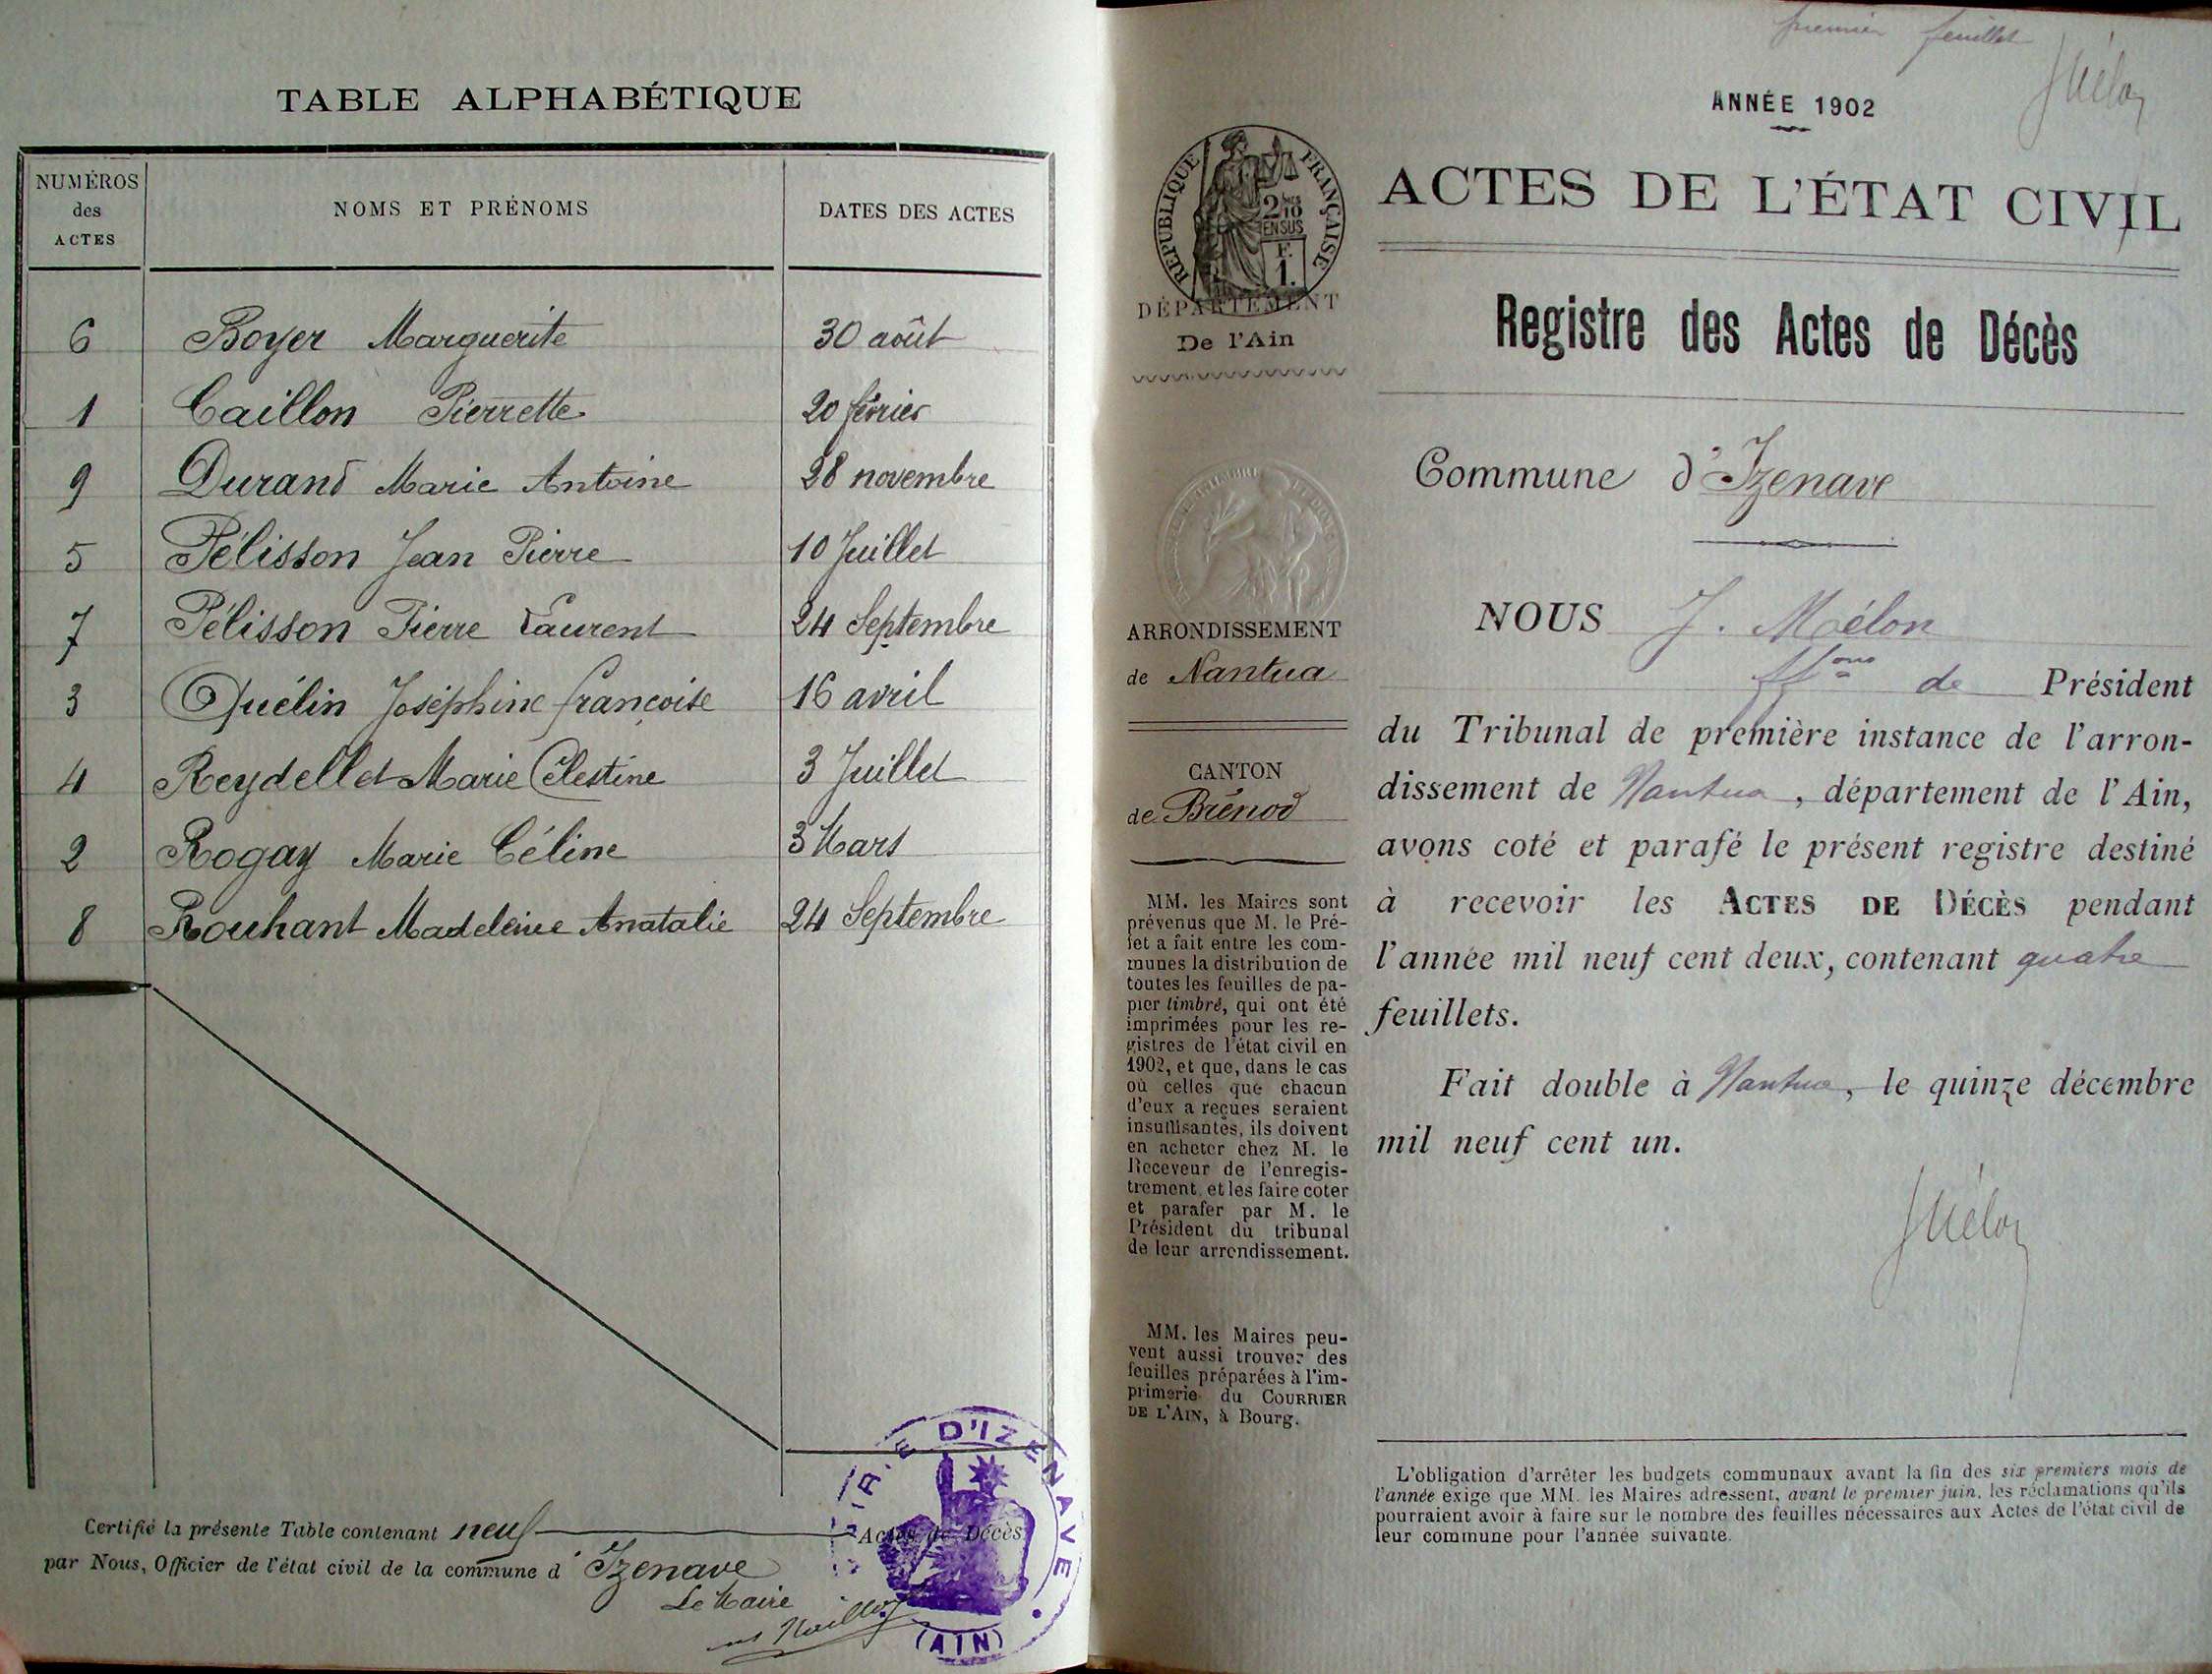 TABLE ALPHABÉTIQUE
NUMÉROS des ACTES NOMS ET PRÉNOMS DATES DES ACTES
6 Boyer Marguerite 30 août
1 Caillon Pierrette 20 février
9 Durand Marie Antoine 28 novembre
5 Pélisson Jean Pierre 10 Juillet
7 Pélisson Pierre Laurent 24 Septembre
3 Quélin Joséphine françoise 16 avril
4 Reydellet Marie Célestine 3 Juillet
2 Rogay Marie Céline 3 Mars
8 Rouhant Madeleine Anatalie 24 Septembre
Certifié la présente Table contenant neuf Actes de Décès
par Nous, Officier de l'état civil de la commune d'Izenave
Le Maire
MAIRIE D'IZENAVE
(AIN)
premier feuillet
ANNÉE 1902
RÉPUBLIQUE FRANÇAISE
2/10 EN SUS
F. 1.
DÉPARTEMENT
De l'Ain
ARRONDISSEMENT
de Nantua
CANTON
de Brénod
MM. les Maires sont
prévenus que M. le Pré-
fet a fait entre les com-
munes la distribution de
toutes les feuilles de pa-
pier timbré, qui ont été
imprimées pour les re-
gistres de l'état civil en
1902, et que, dans le cas
où celles que chacun
d'eux a reçues seraient
insuffisantes, ils doivent
en acheter chez M. le
Receveur de l'enregis-
trement, et les faire coter
et parafer par M. le
Président du tribunal
de leur arrondissement.
MM. les Maires peu-
vent aussi trouver des
feuilles préparées à l'im-
primerie du COURRIER
DE L'AIN, à Bourg.
ACTES DE L'ÉTAT CIVIL
Registre des Actes de Décès
Commune d'Izenave
NOUS J. Mélon
de Président
du Tribunal de première instance de l'arron-
dissement de Nantua, département de l'Ain,
avons coté et parafé le présent registre destiné
à recevoir les ACTES DE DÉCÈS pendant
l'année mil neuf cent deux, contenant quatre
feuillets.
Fait double à Nantua, le quinze décembre
mil neuf cent un.
Mélon
L'obligation d'arrêter les budgets communaux avant la fin des six premiers mois de
l'année exige que MM. les Maires adressent, avant le premier juin, les réclamations qu'ils
pourraient avoir à faire sur le nombre des feuilles nécessaires aux Actes de l'état civil de
leur commune pour l'année suivante.